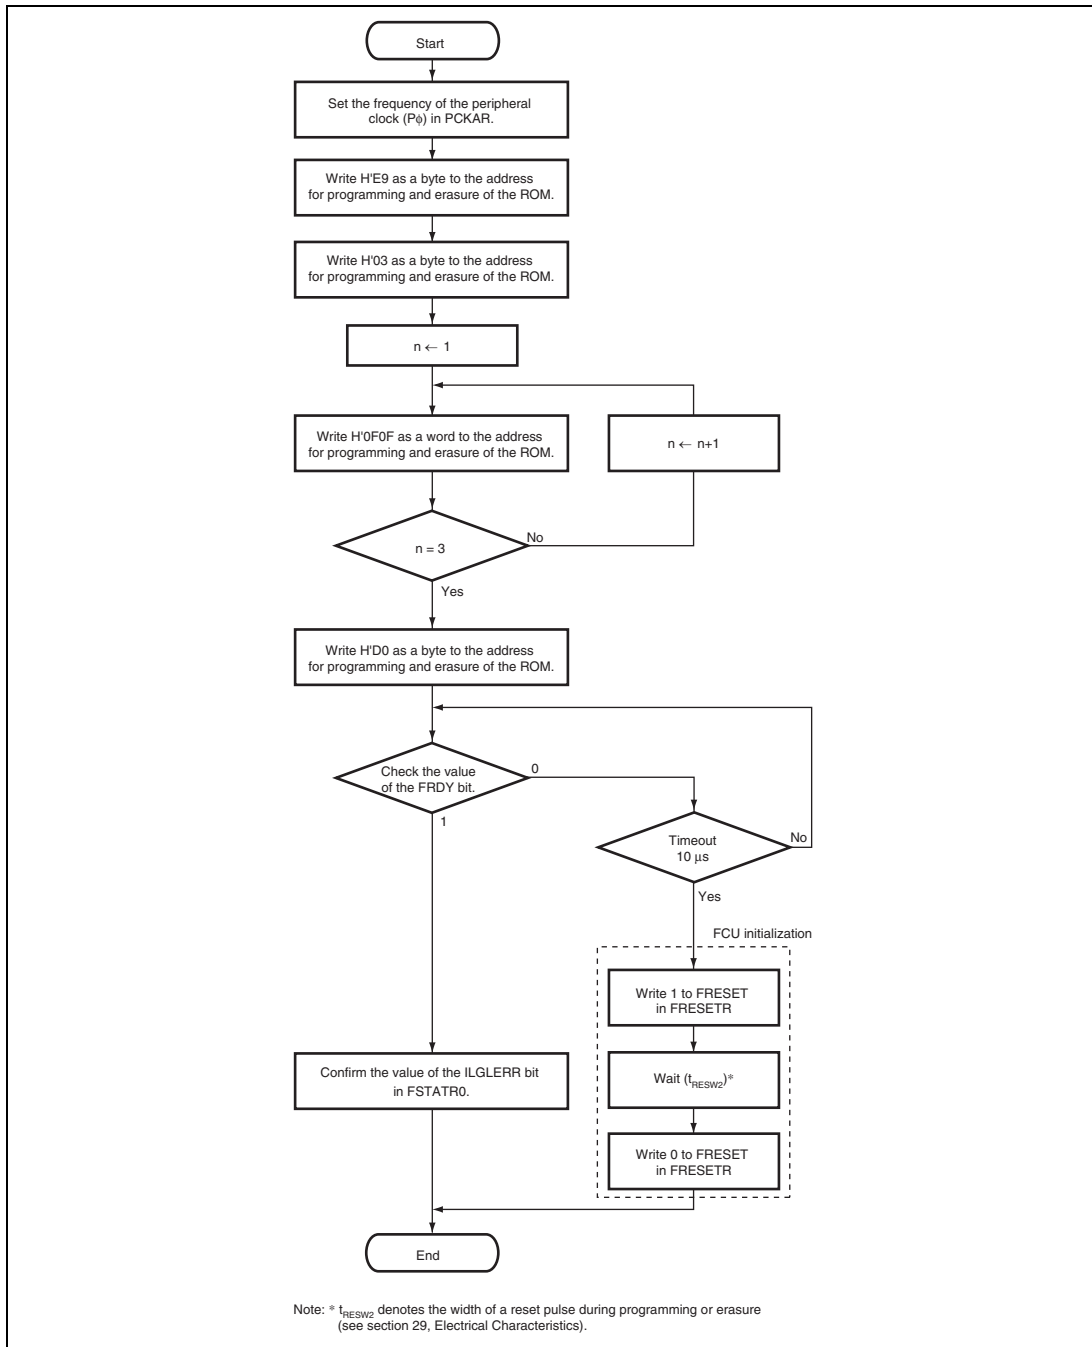 Start
Set the frequency of the peripheral
clock (Pϕ) in PCKAR.
Write H'E9 as a byte to the address
for programming and erasure of the ROM.
Write H'03 as a byte to the address
for programming and erasure of the ROM.
n ← 1
Write H'0F0F as a word to the address
for programming and erasure of the ROM.
n ← n+1
n = 3
No
Yes
Write H'D0 as a byte to the address
for programming and erasure of the ROM.
Check the value
of the FRDY bit.
0
1
Timeout
10 μs
No
Yes
FCU initialization
Write 1 to FRESET
in FRESETR
Wait (tRESW2)*
Write 0 to FRESET
in FRESETR
Confirm the value of the ILGLERR bit
in FSTATR0.
End
Note: * tRESW2 denotes the width of a reset pulse during programming or erasure
(see section 29, Electrical Characteristics).